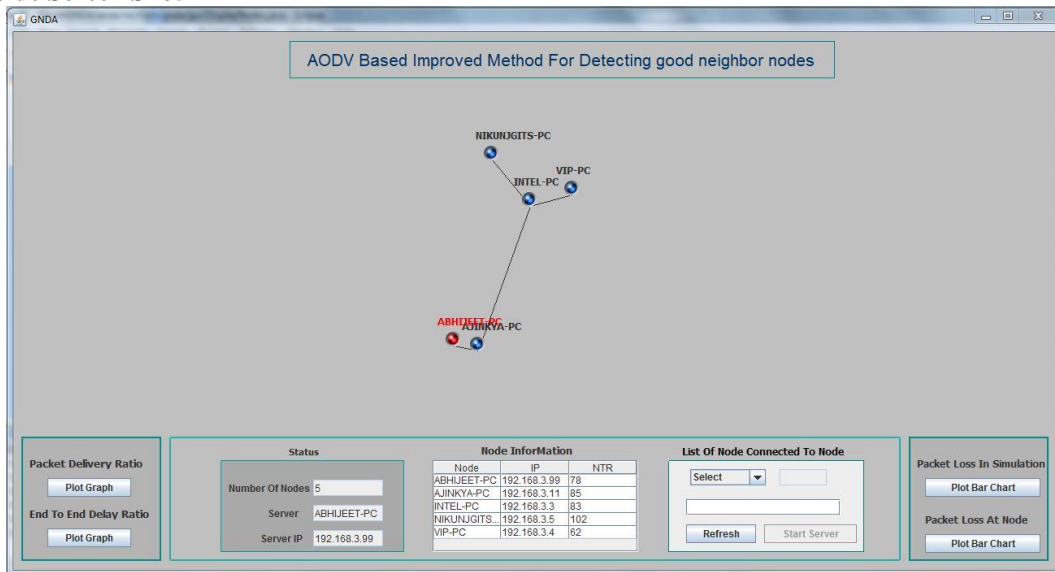 GNDA
AODV Based Improved Method For Detecting good neighbor nodes
NIKUNJGITS-PC
VIP-PC
INTEL-PC
ABHIJEET-PC
AJINKYA-PC
Packet Delivery Ratio
Plot Graph
End To End Delay Ratio
Plot Graph
Status
Number Of Nodes 5
Server ABHIJEET-PC
Server IP 192.168.3.99
Node InforMation
Node IP NTR
ABHIJEET-PC 192.168.3.99 78
AJINKYA-PC 192.168.3.11 85
INTEL-PC 192.168.3.3 83
NIKUNJGITS... 192.168.3.5 102
VIP-PC 192.168.3.4 62
List Of Node Connected To Node
Select
Refresh Start Server
Packet Loss In Simulation
Plot Bar Chart
Packet Loss At Node
Plot Bar Chart